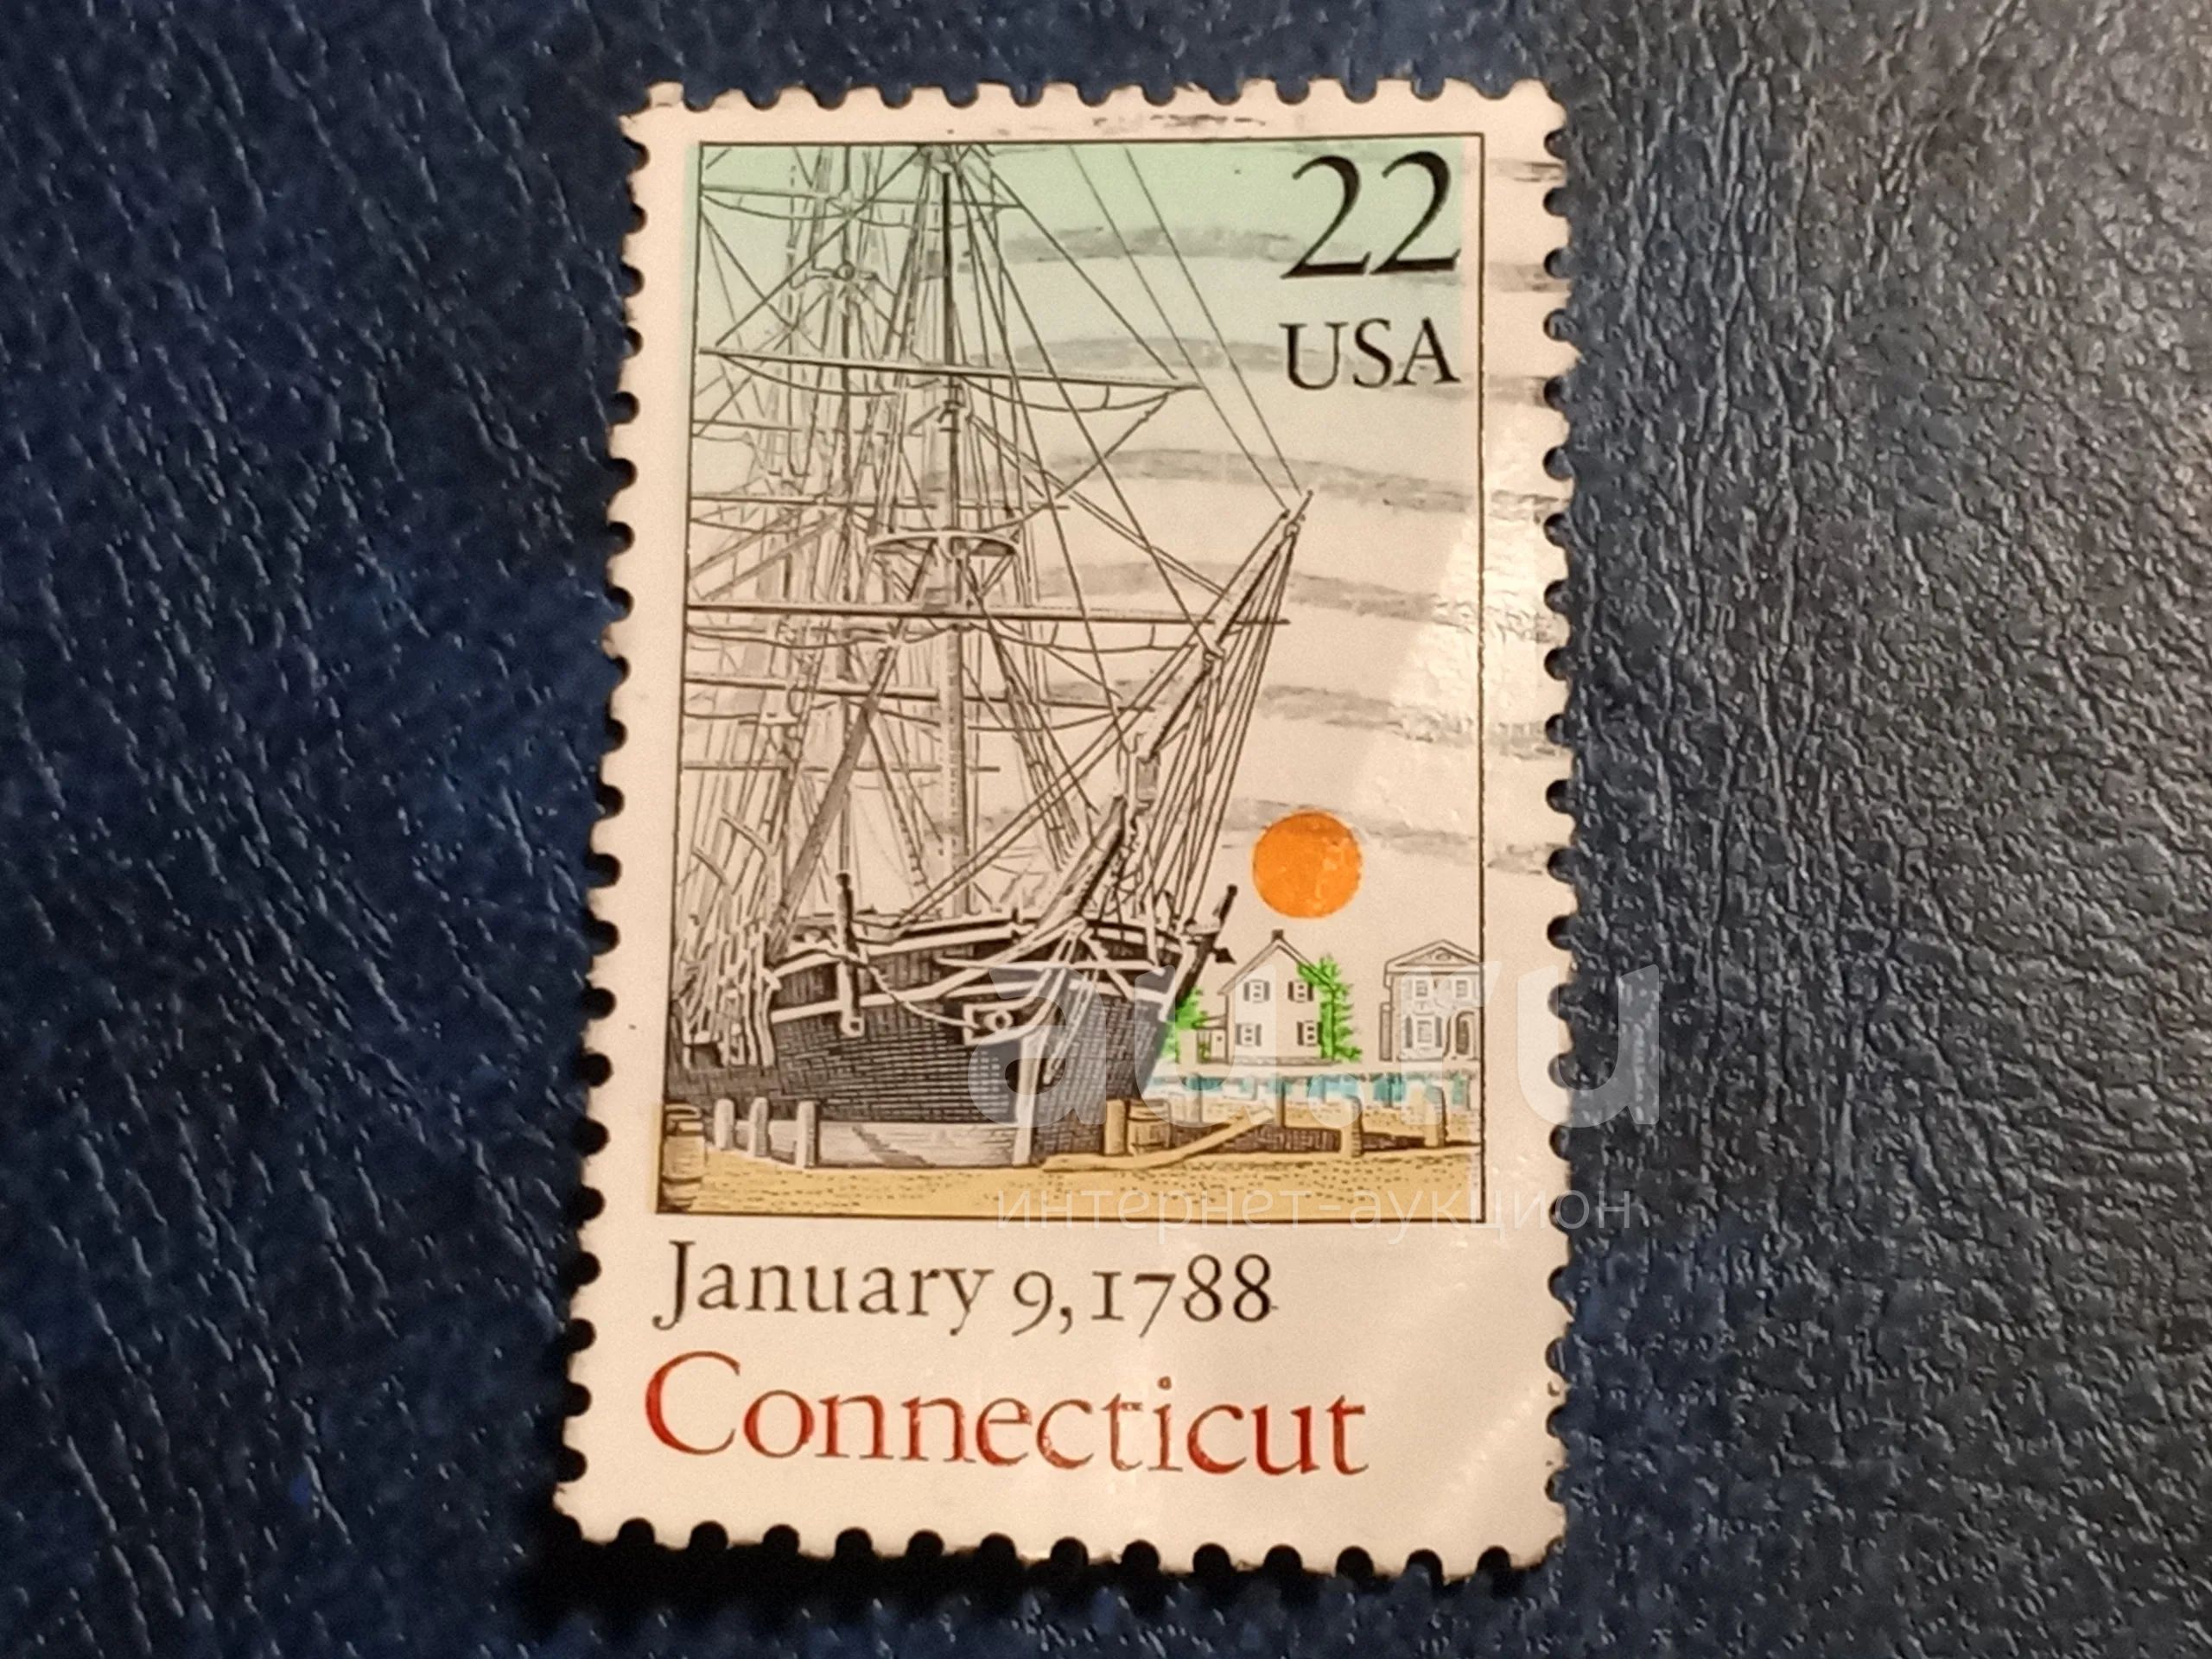 22
USA
au.ru
интернет-аукцион
January 9, 1788
Connecticut